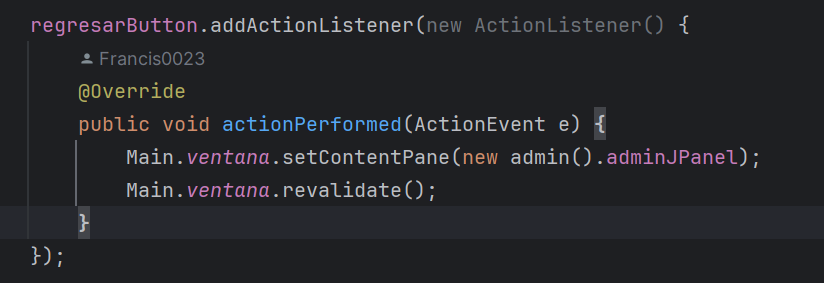 regresarButton.addActionListener(new ActionListener() {
Francis0023
@Override
public void actionPerformed(ActionEvent e) {
Main.ventana.setContentPane(new admin().adminJPanel);
Main.ventana.revalidate();
}
});